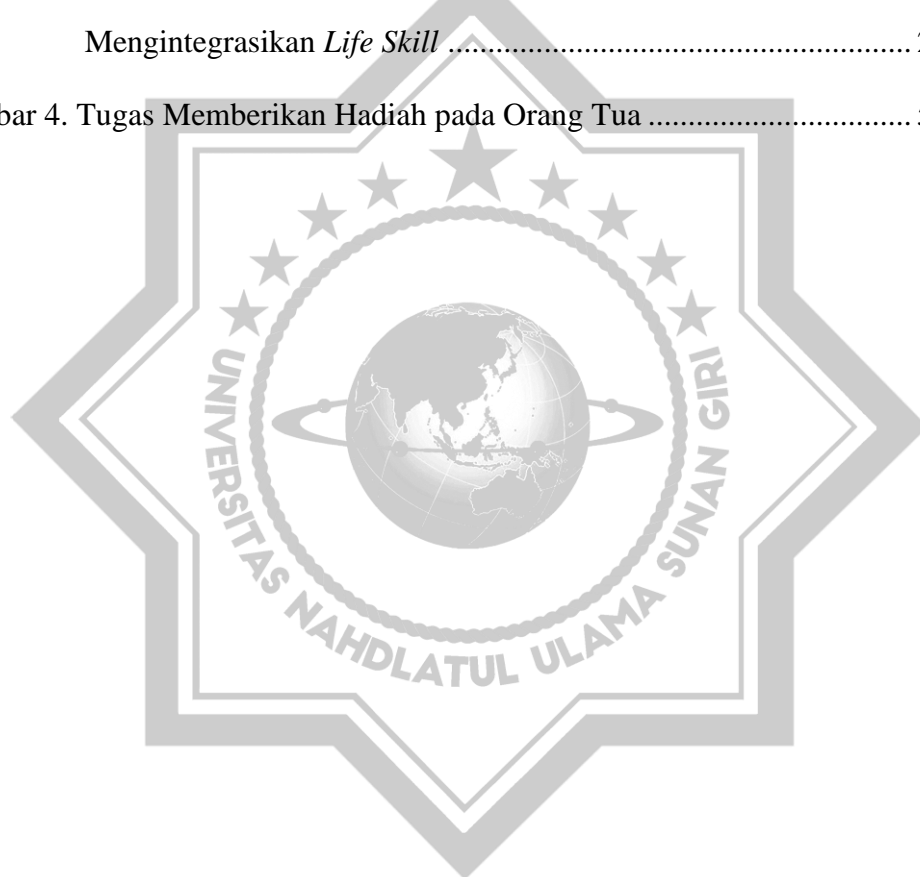 Mengintegrasikan Life Skill ..........................................................
bar 4. Tugas Memberikan Hadiah pada Orang Tua .................................
UNIVERSITAS NAHDLATUL ULAMA SUNAN GIRI